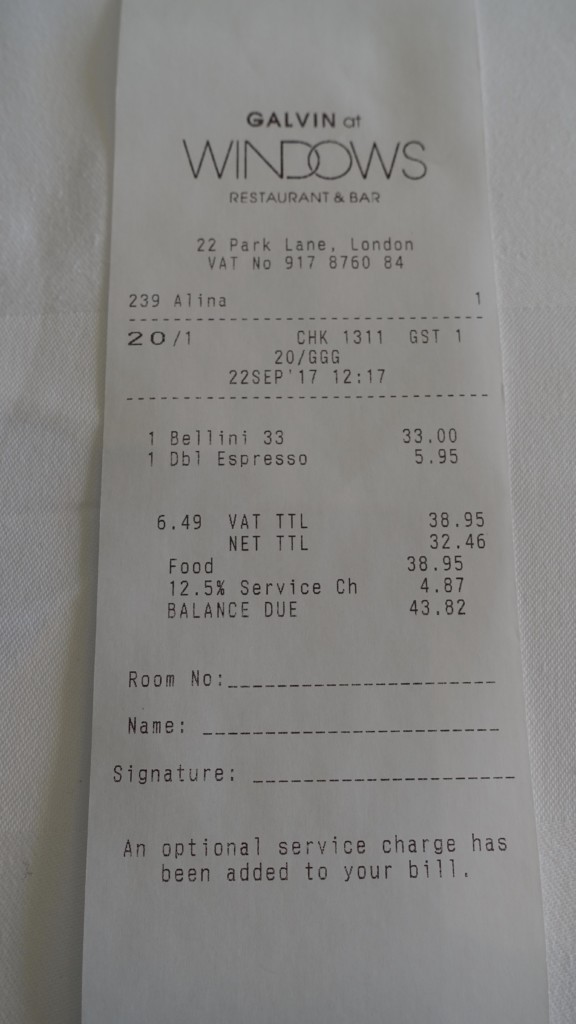 GALVIN at
WINDOWS
RESTAURANT & BAR
22 Park Lane, London
VAT No 917 8760 84
239 Alina 1
20/1 CHK 1311 GST 1
20/GGG
22SEP'17 12:17
1 Bellini 33 33.00
1 Dbl Espresso 5.95
6.49 VAT TTL 38.95
NET TTL 32.46
Food 38.95
12.5% Service Ch 4.87
BALANCE DUE 43.82
Room No:______________________
Name: ________________________
Signature: _____________________
An optional service charge has
been added to your bill.